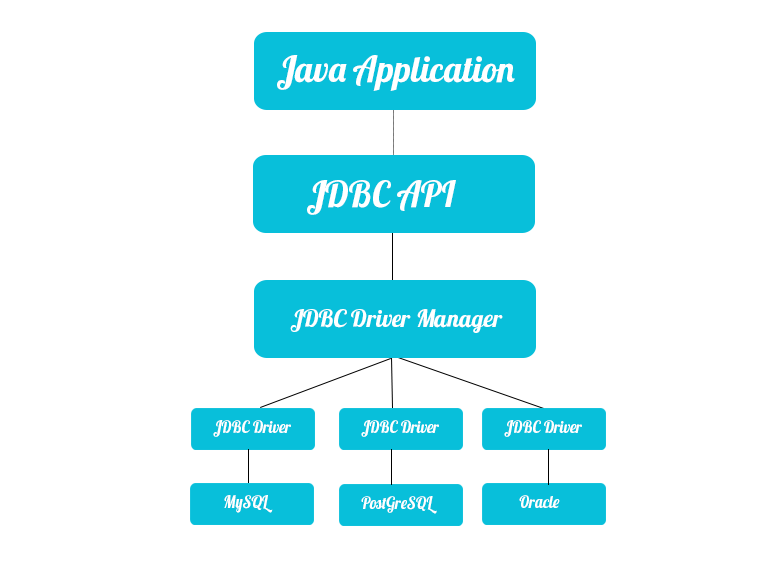 Java Application
JDBC API
JDBC Driver Manager
JDBC Driver
JDBC Driver
JDBC Driver
MySQL
PostGreSQL
Oracle